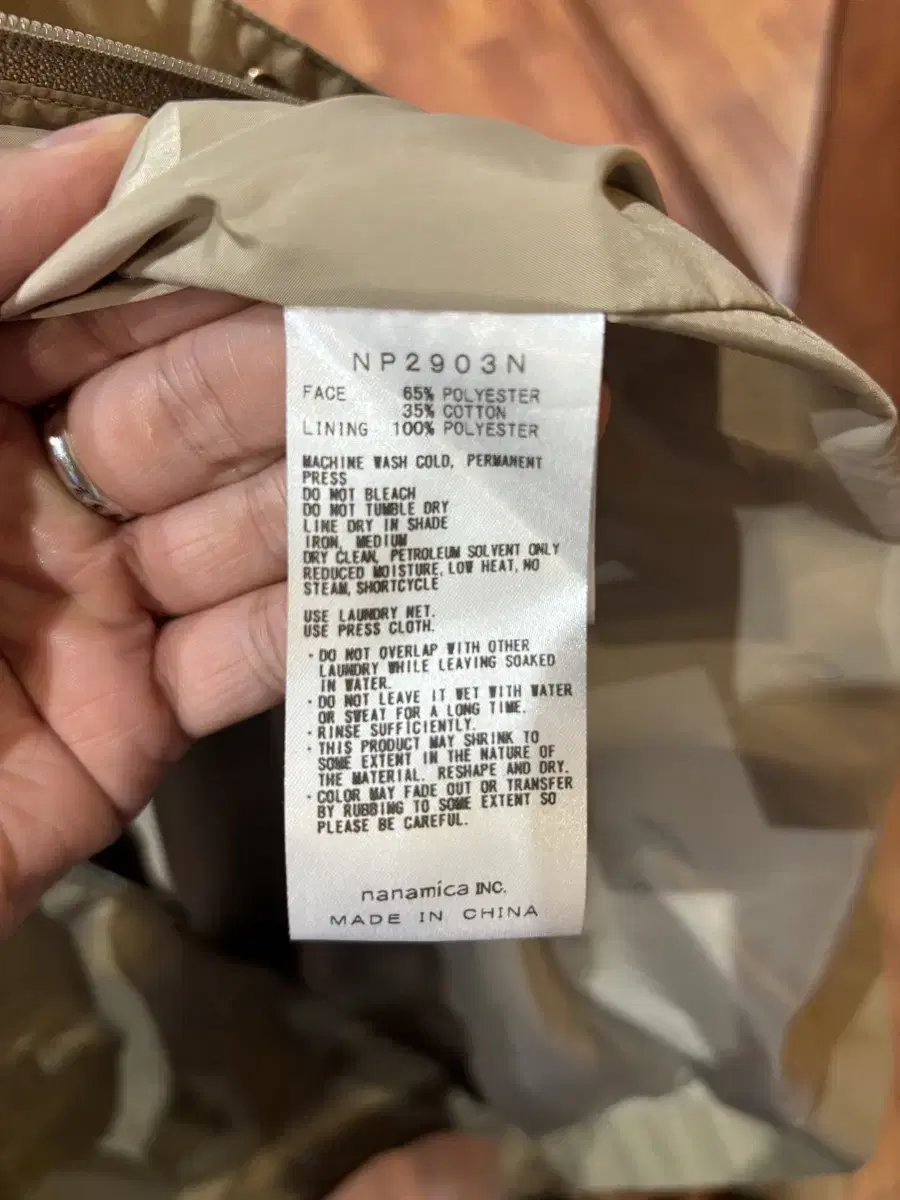 NP2903N
FACE 65% POLYESTER
35% COTTON
LINING 100% POLYESTER
MACHINE WASH COLD, PERMANENT
PRESS
DO NOT BLEACH
DO NOT TUMBLE DRY
LINE DRY IN SHADE
IRON, MEDIUM
DRY CLEAN, PETROLEUM SOLVENT ONLY
REDUCED MOISTURE, LOW HEAT, NO
STEAM, SHORTCYCLE
USE LAUNDRY NET.
USE PRESS CLOTH.
・DO NOT OVERLAP WITH OTHER
LAUNDRY WHILE LEAVING SOAKED
IN WATER.
・DO NOT LEAVE IT WET WITH WATER
OR SWEAT FOR A LONG TIME.
・RINSE SUFFICIENTLY.
・THIS PRODUCT MAY SHRINK TO
SOME EXTENT IN THE NATURE OF
THE MATERIAL. RESHAPE AND DRY.
・COLOR MAY FADE OUT OR TRANSFER
BY RUBBING TO SOME EXTENT SO
PLEASE BE CAREFUL.
nanamica INC.
MADE IN CHINA